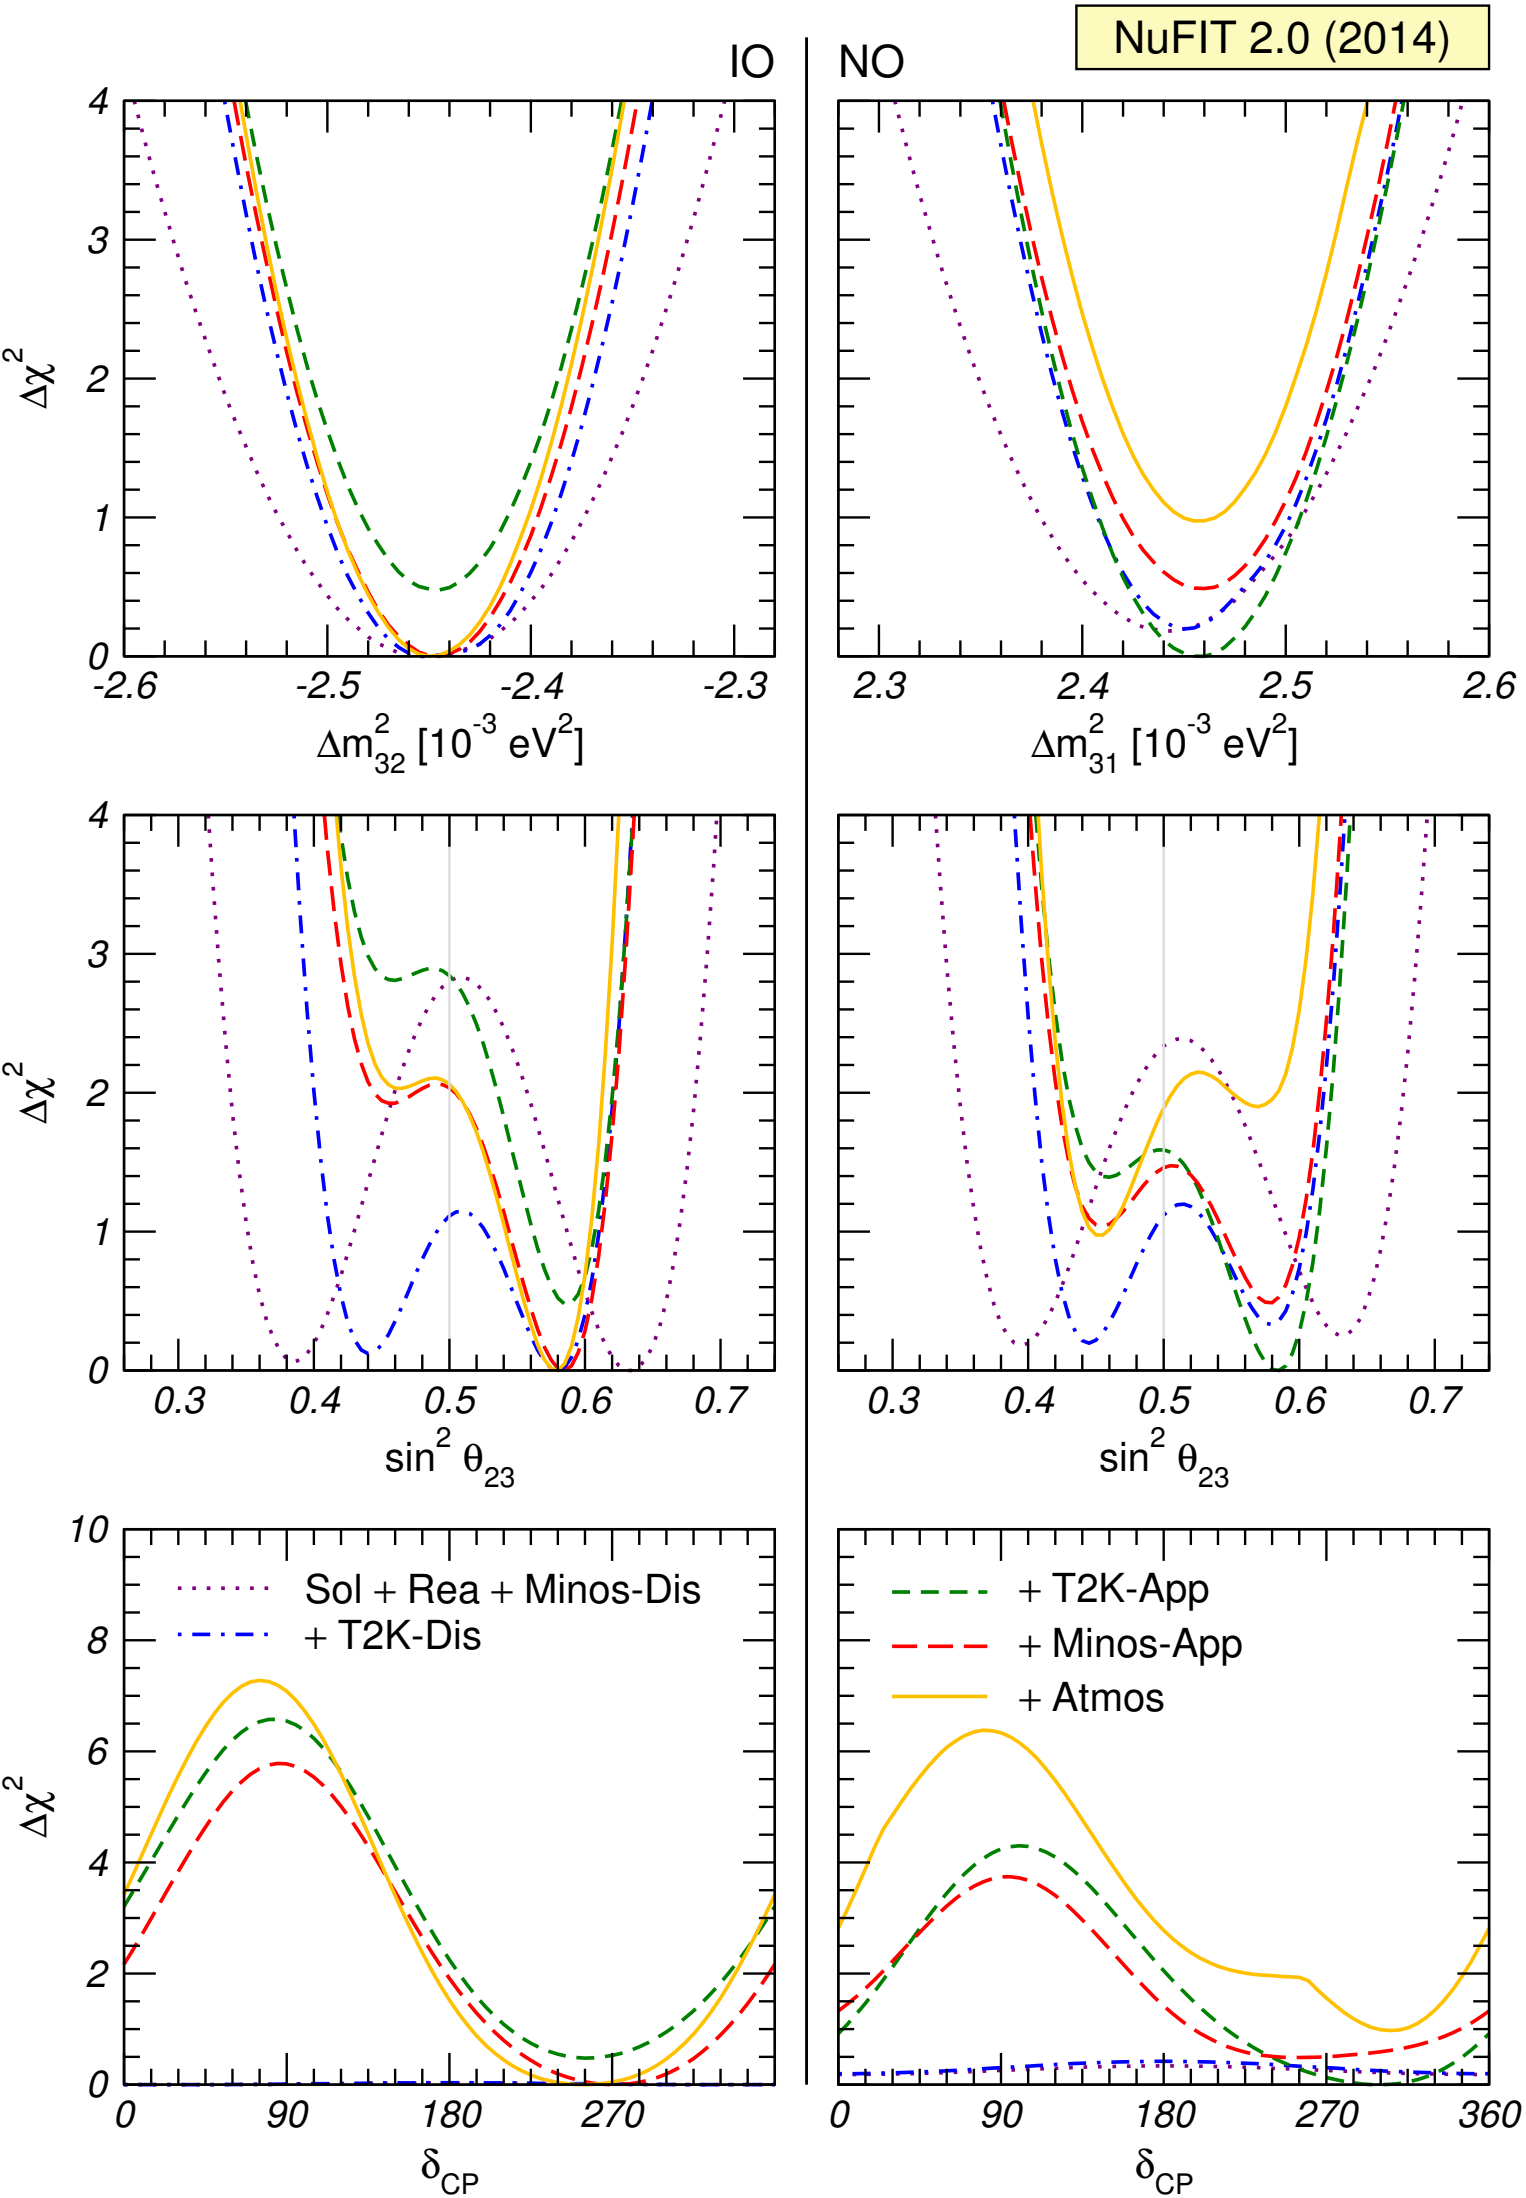 NuFIT 2.0 (2014)
IO NO
4
3
2
1
0
Δχ²
-2.6 -2.5 -2.4 -2.3
2.3 2.4 2.5 2.6
Δm²₃₂ [10⁻³ eV²]
Δm²₃₁ [10⁻³ eV²]
4
3
2
1
0
Δχ²
0.3 0.4 0.5 0.6 0.7
0.3 0.4 0.5 0.6 0.7
sin² θ₂₃
sin² θ₂₃
10
8
6
4
2
0
Δχ²
Sol + Rea + Minos-Dis
+ T2K-Dis
+ T2K-App
+ Minos-App
+ Atmos
0 90 180 270
0 90 180 270 360
δCP
δCP